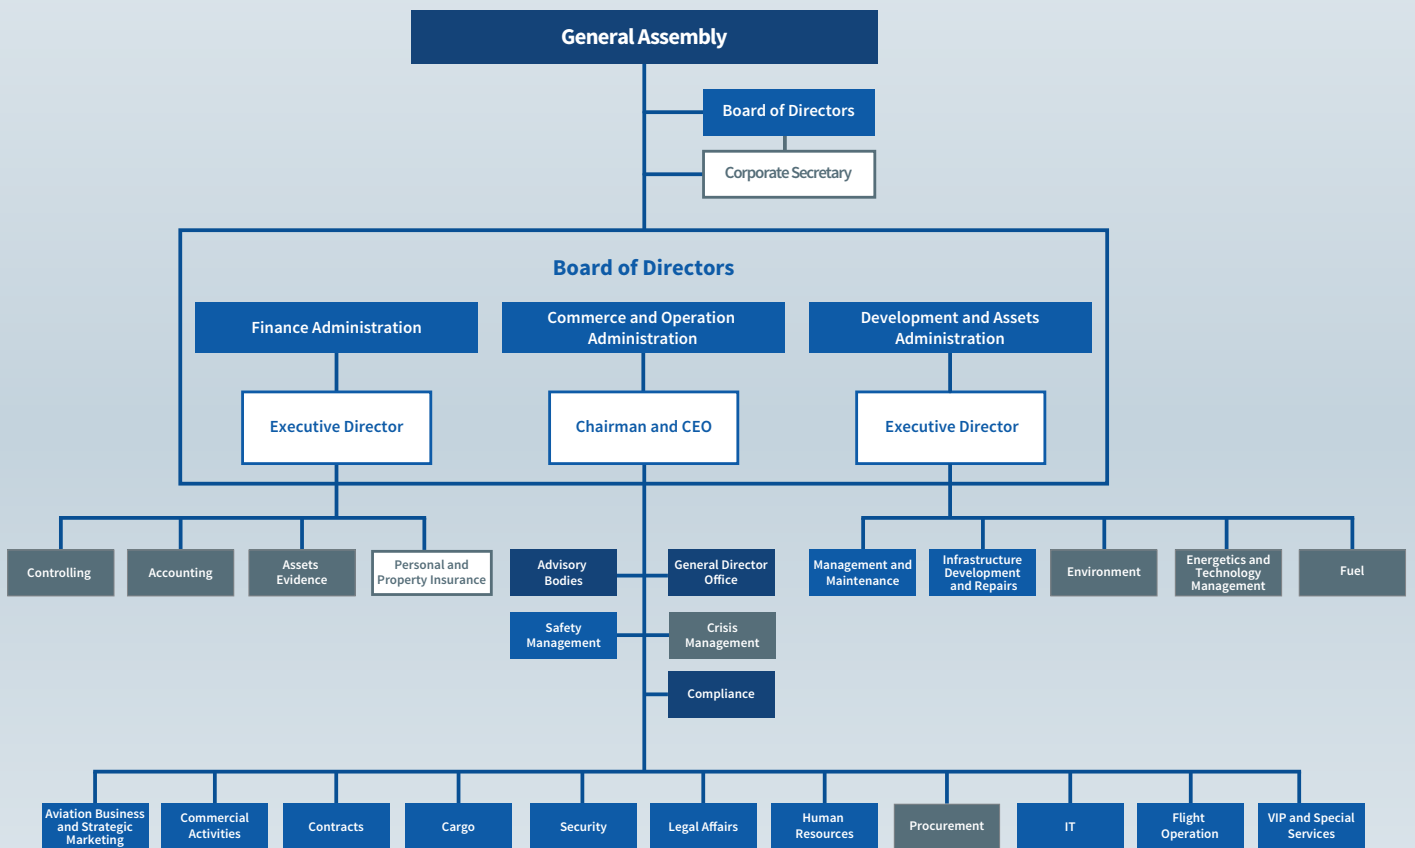 General Assembly
Board of Directors
Corporate Secretary
Board of Directors
Finance Administration
Commerce and Operation
Administration
Development and Assets
Administration
Executive Director
Chairman and CEO
Executive Director
Controlling
Accounting
Assets
Evidence
Personal and
Property Insurance
Advisory
Bodies
General Director
Office
Management and
Maintenance
Infrastructure
Development
and Repairs
Environment
Energetics and
Technology
Management
Fuel
Safety
Management
Crisis
Management
Compliance
Aviation Business
and Strategic
Marketing
Commercial
Activities
Contracts
Cargo
Security
Legal Affairs
Human
Resources
Procurement
IT
Flight
Operation
VIP and Special
Services